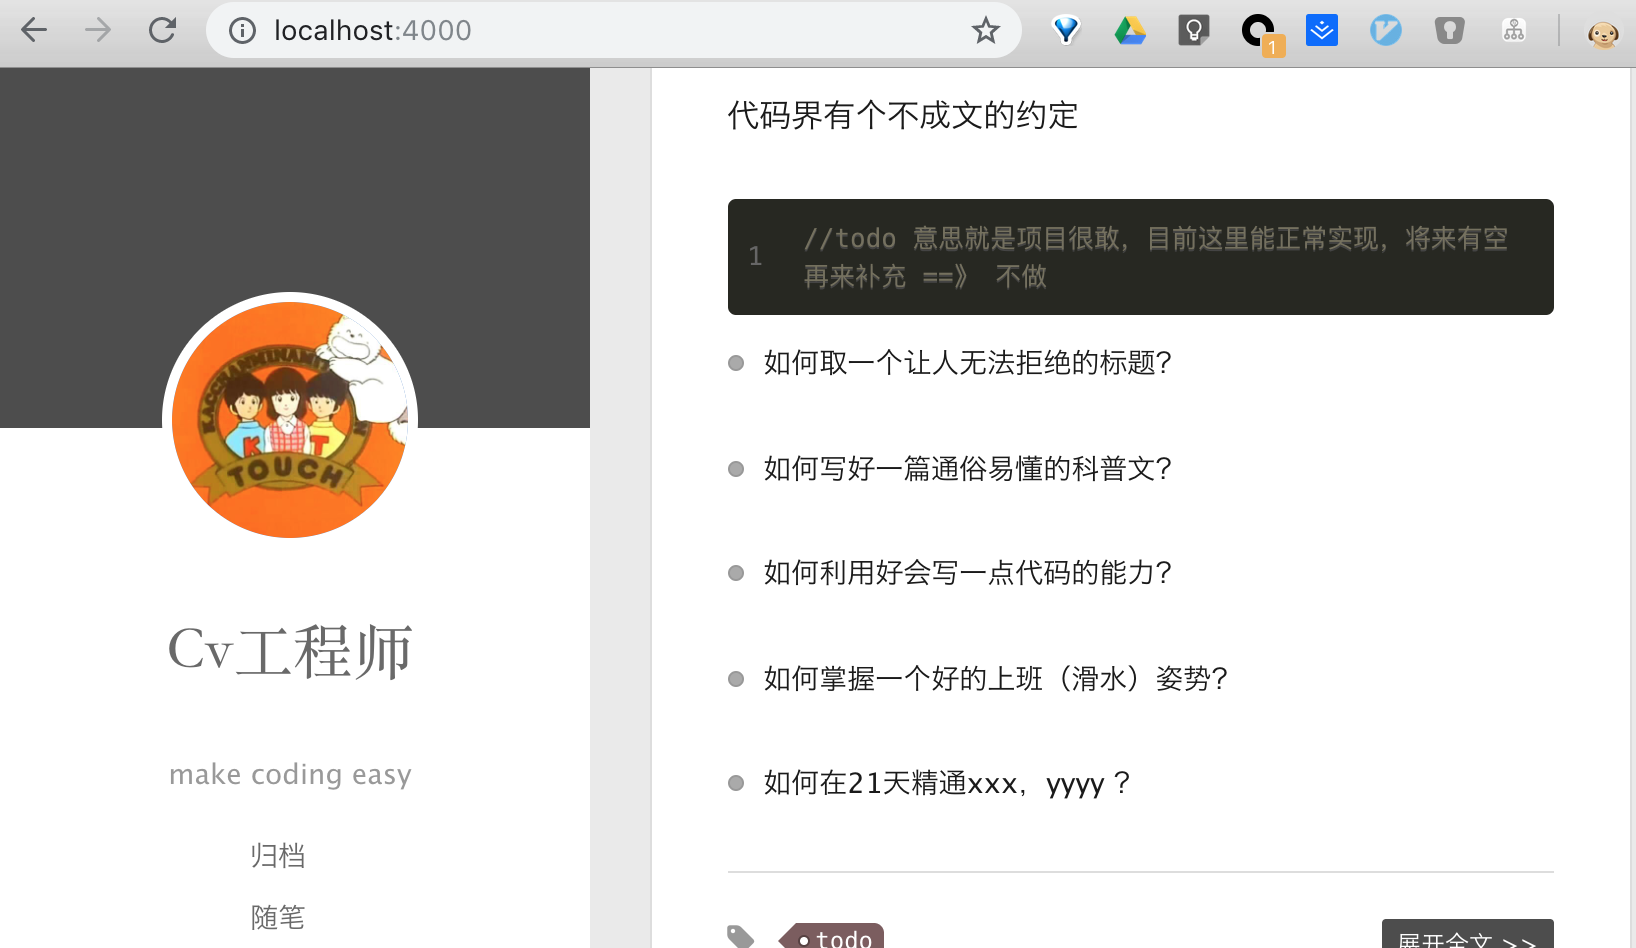 localhost:4000
1
代码界有个不成文的约定
1
//todo 意思就是项目很敢，目前这里能正常实现，将来有空
再来补充 ==》 不做
如何取一个让人无法拒绝的标题？
如何写好一篇通俗易懂的科普文？
如何利用好会写一点代码的能力？
如何掌握一个好的上班（滑水）姿势？
如何在21天精通xxx，yyyy ？
todo
展开全文 >>
K
T
TOUCH
Cv工程师
make coding easy
归档
随笔